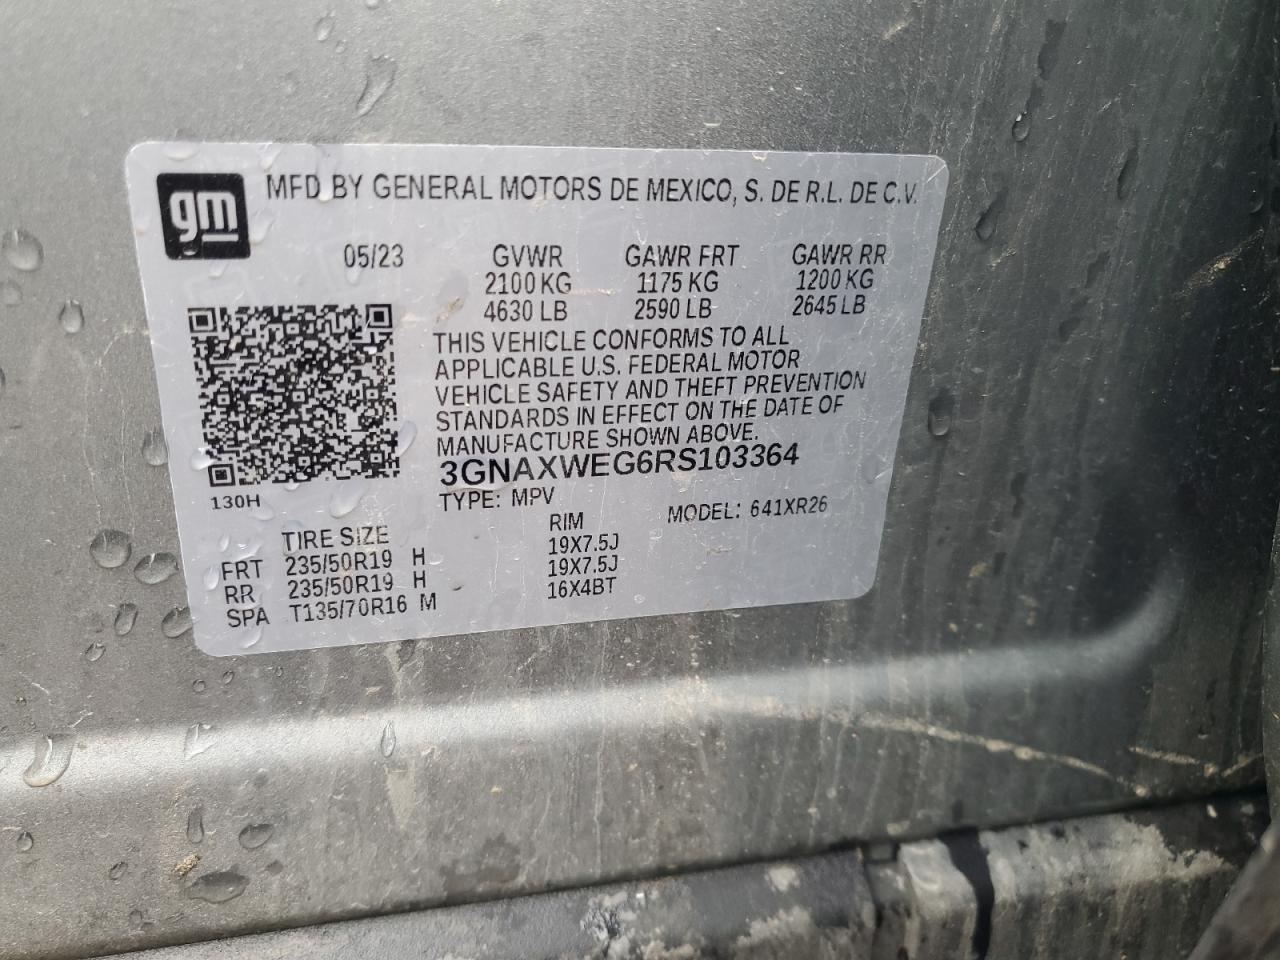 gm
MFD BY GENERAL MOTORS DE MEXICO, S. DE R.L. DE C.V.
05/23 GVWR GAWR FRT GAWR RR
2100 KG 1175 KG 1200 KG
4630 LB 2590 LB 2645 LB
THIS VEHICLE CONFORMS TO ALL
APPLICABLE U.S. FEDERAL MOTOR
VEHICLE SAFETY AND THEFT PREVENTION
STANDARDS IN EFFECT ON THE DATE OF
MANUFACTURE SHOWN ABOVE.
3GNAXWEG6RS103364
130H
TYPE: MPV MODEL: 641XR26
TIRE SIZE RIM
FRT 235/50R19 H 19X7.5J
RR 235/50R19 H 19X7.5J
SPA T135/70R16 M 16X4BT